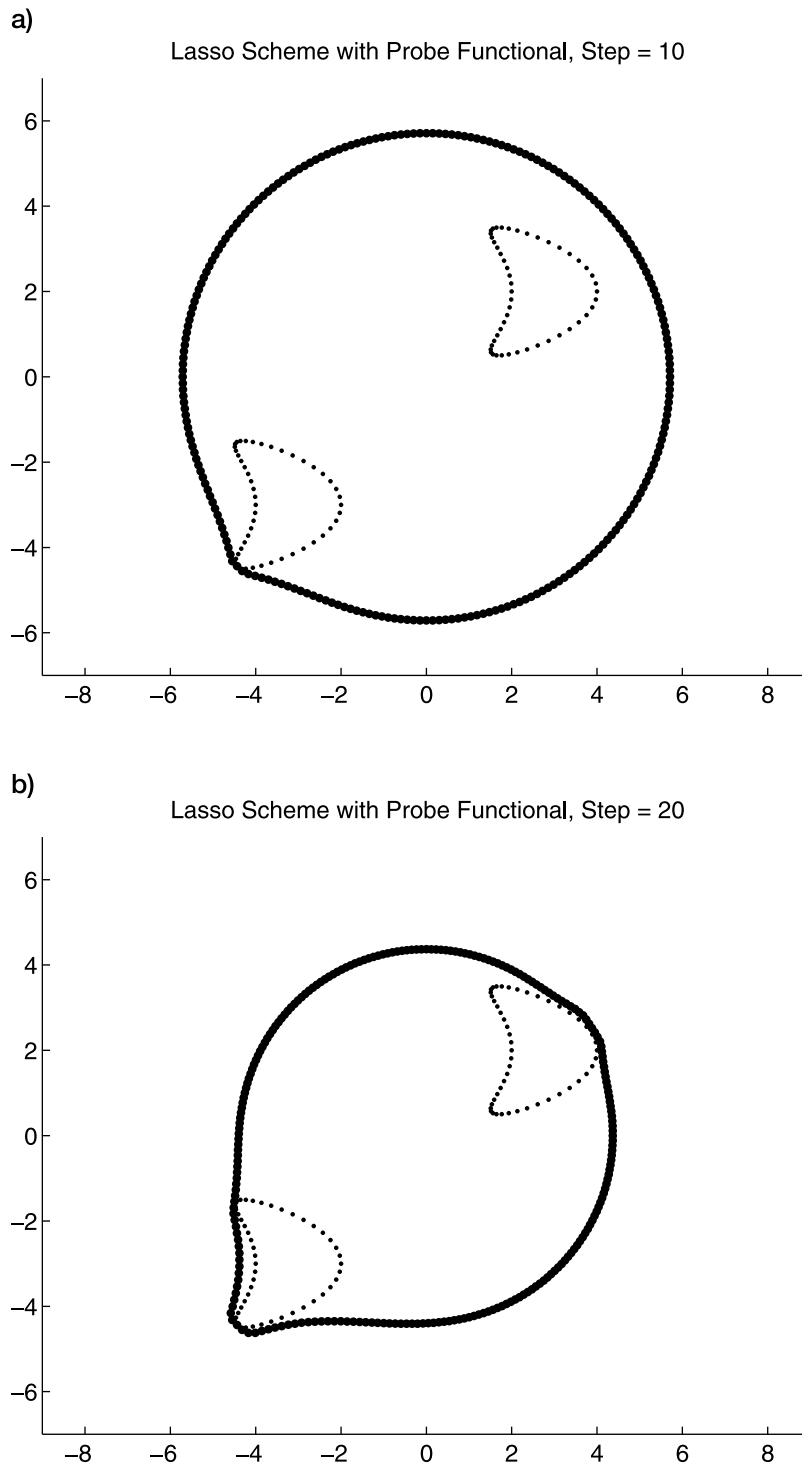 a)
Lasso Scheme with Probe Functional, Step = 10
6
4
2
0
−2
−4
−6
−8 −6 −4 −2 0 2 4 6 8
b)
Lasso Scheme with Probe Functional, Step = 20
6
4
2
0
−2
−4
−6
−8 −6 −4 −2 0 2 4 6 8